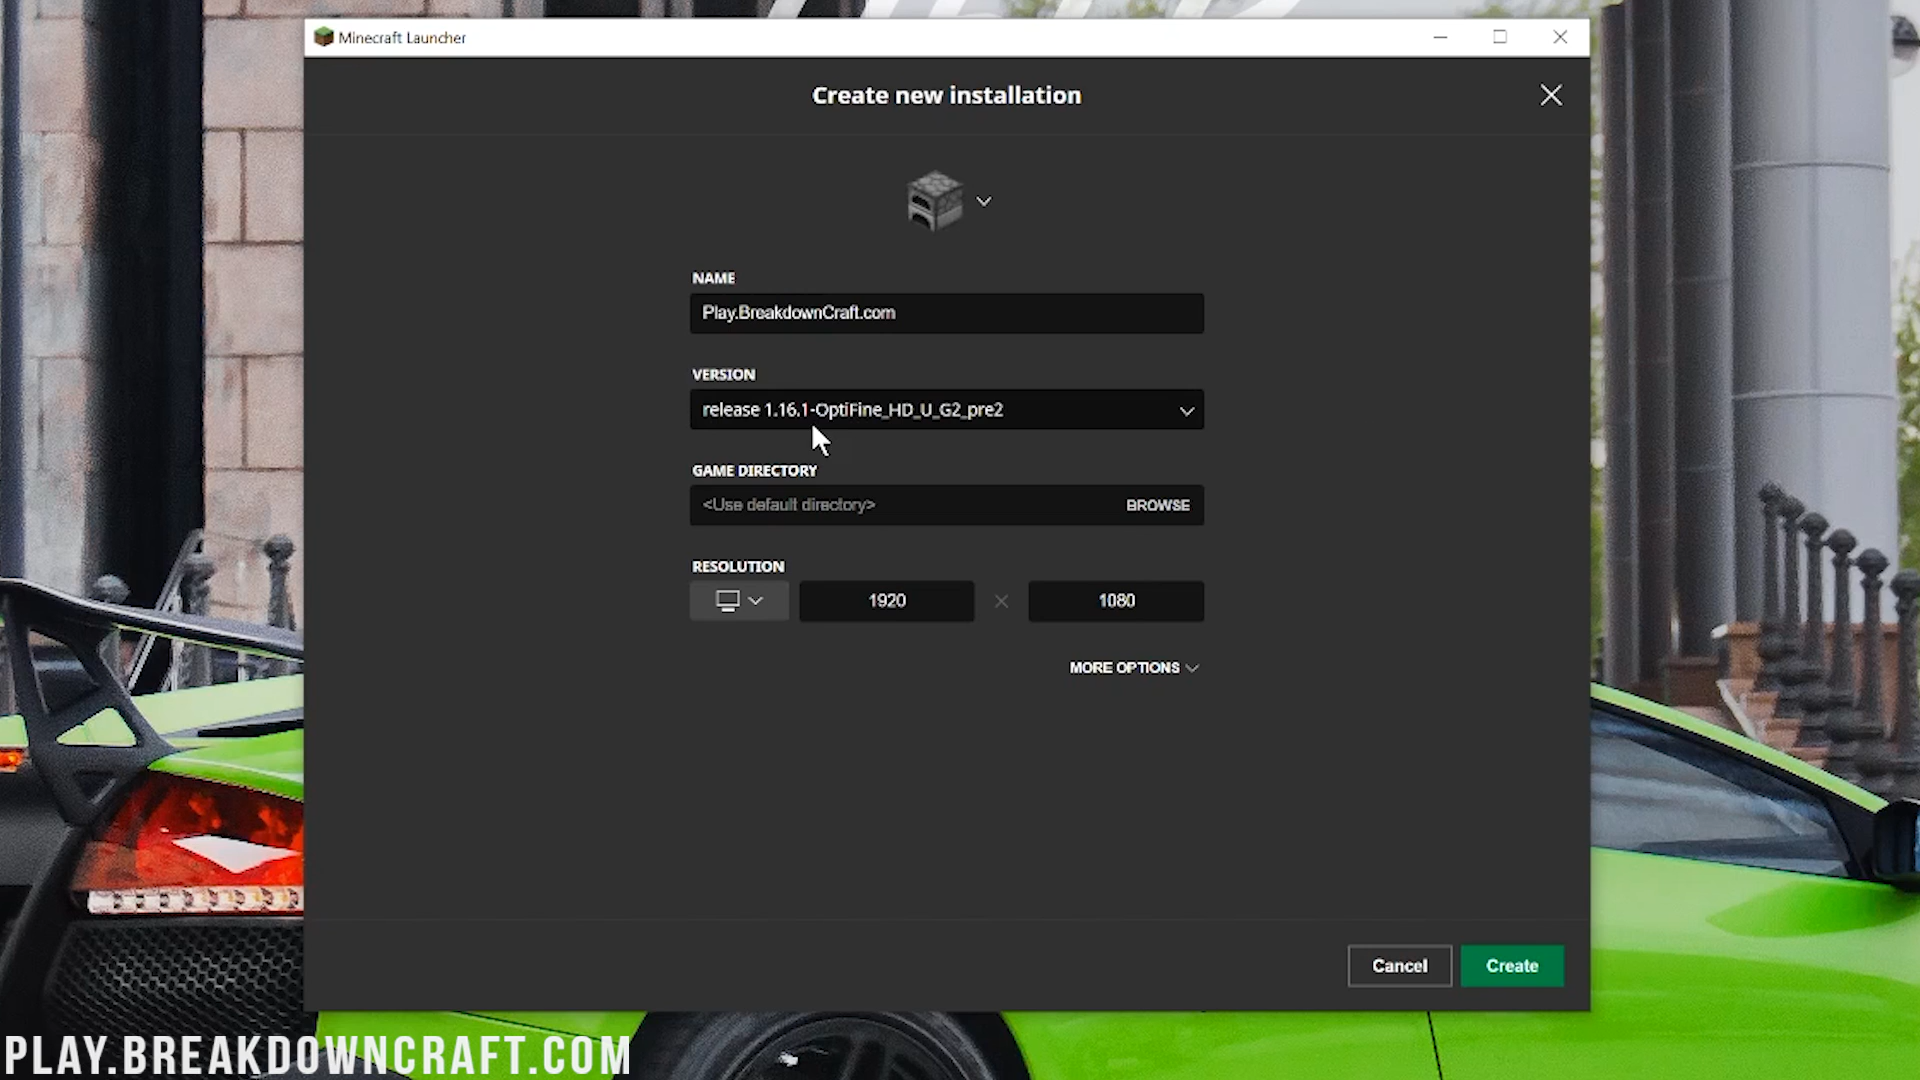 Minecraft Launcher
Create new installation
NAME
Play.BreakdownCraft.com
VERSION
release 1.16.1-OptiFine_HD_U_G2_pre2
GAME DIRECTORY
<Use default directory>
BROWSE
RESOLUTION
1920
1080
MORE OPTIONS
Cancel
Create
PLAY.BREAKDOWNCRAFT.COM